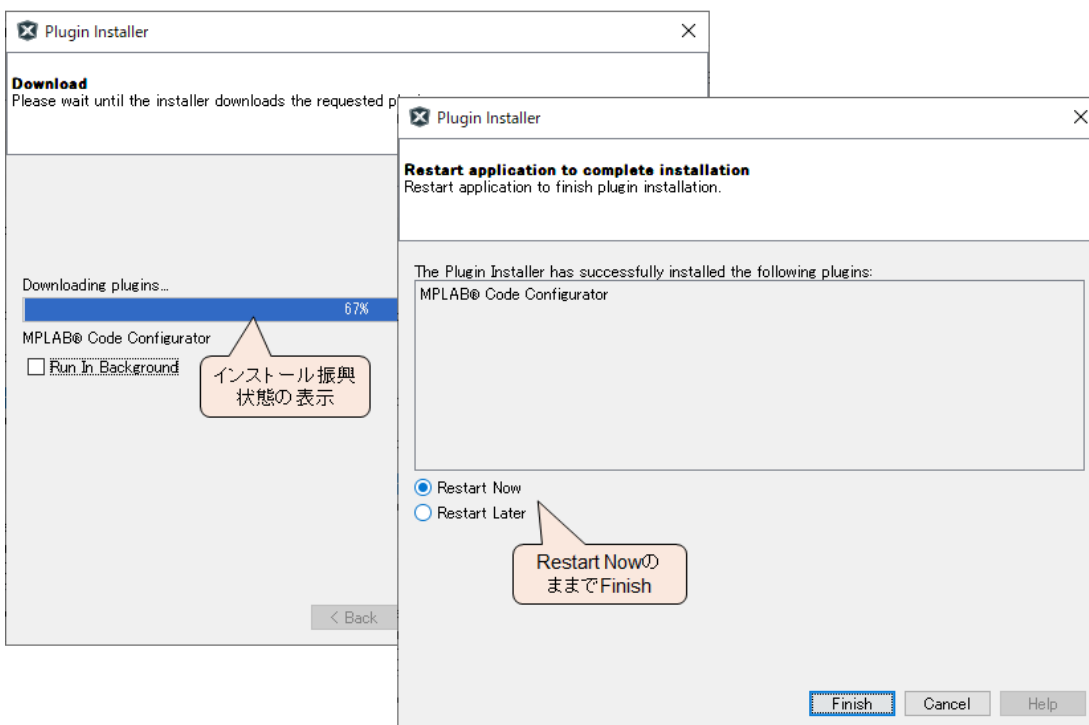 Plugin Installer
Download
Please wait until the installer downloads the requested
Downloading plugins...
67%
MPLAB® Code Configurator
Run In Background
インストール振興
状態の表示
< Back
Plugin Installer
Restart application to complete installation
Restart application to finish plugin installation.
The Plugin Installer has successfully installed the following plugins:
MPLAB® Code Configurator
Restart Now
Restart Later
Restart Nowの
ままでFinish
Finish
Cancel
Help